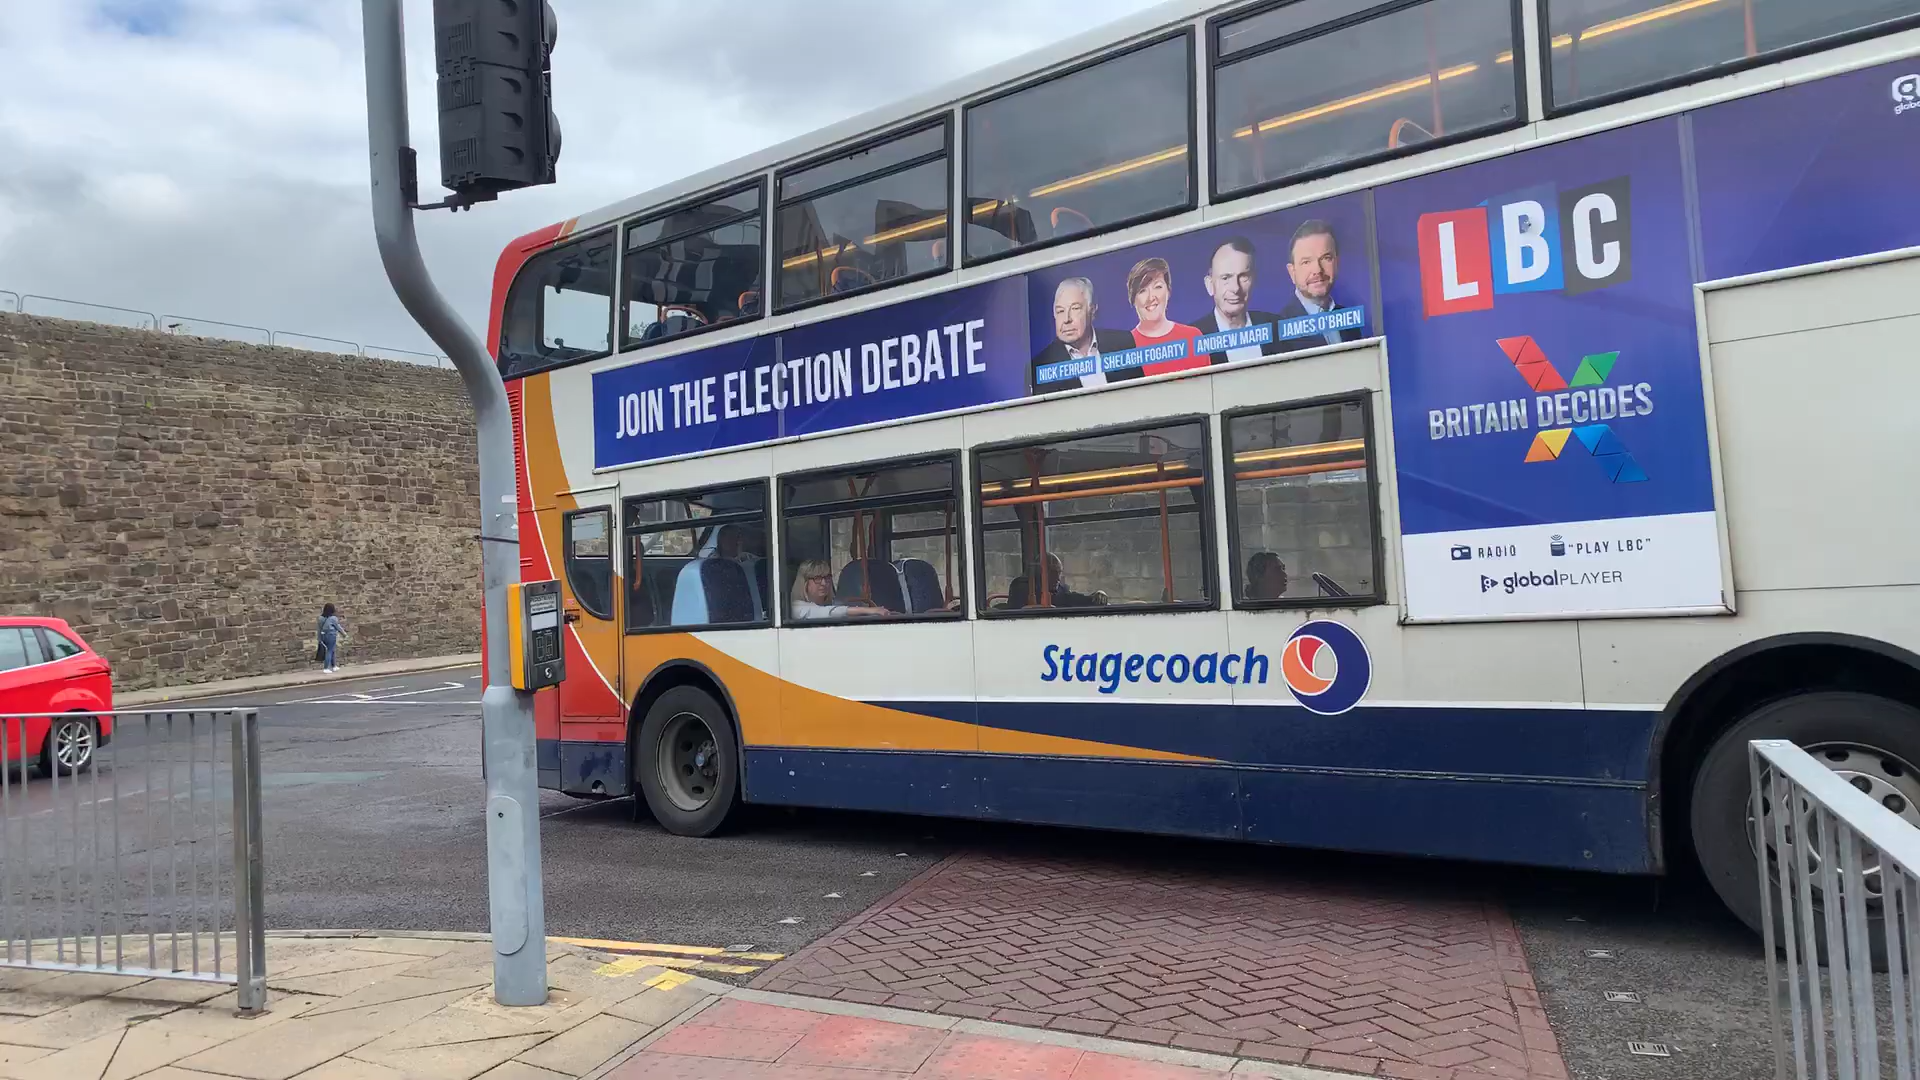 JOIN THE ELECTION DEBATE
NICK FERRARI
SHELAGH FOGARTY
ANDREW MARR
JAMES O'BRIEN
LBC
BRITAIN DECIDES
RADIO
"PLAY LBC"
globalPLAYER
Stagecoach